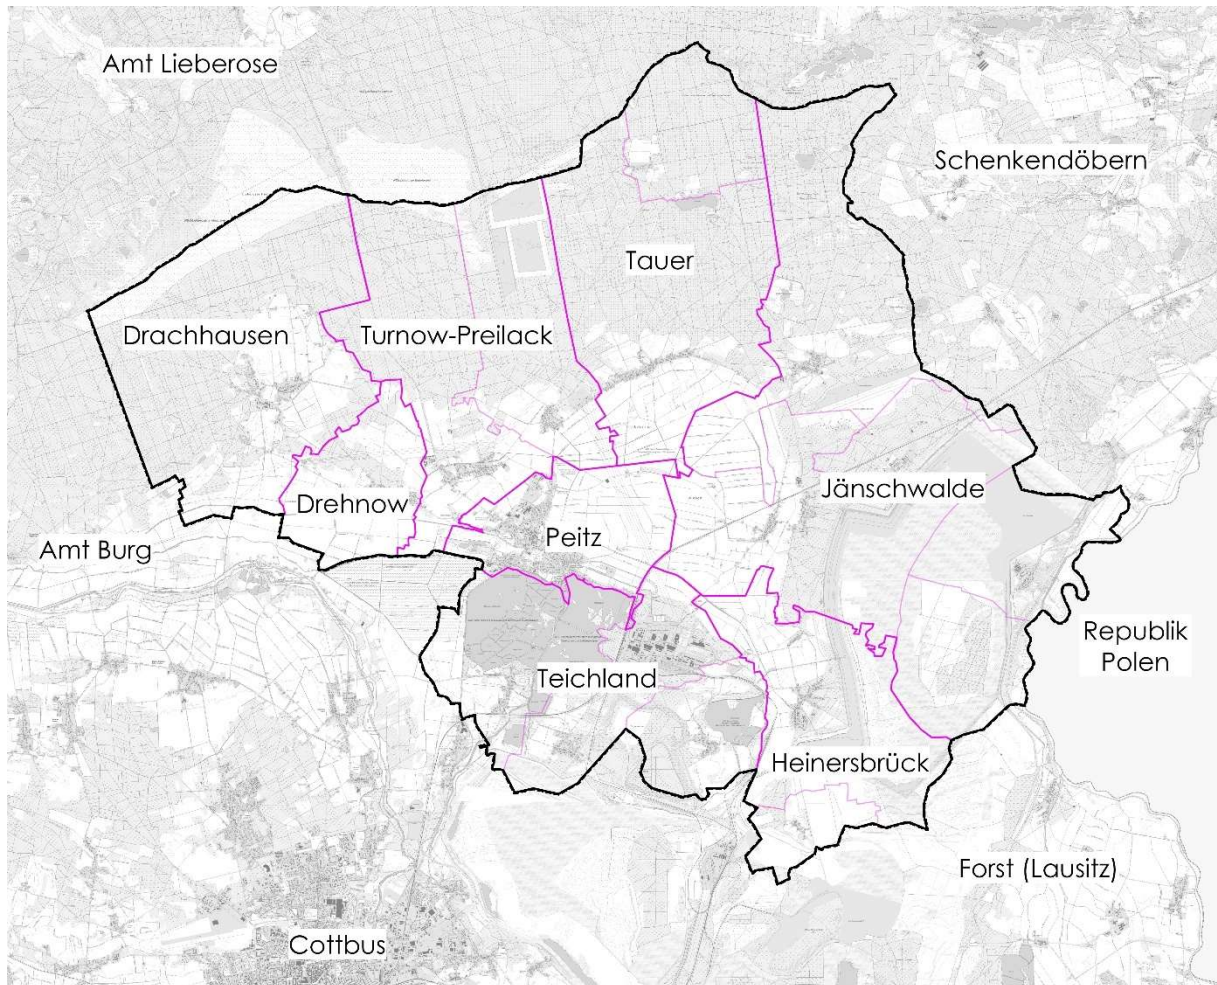 Amt Lieberose
Schenkendöbern
Tauer
Drachhausen
Turnow-Preilack
Jänschwalde
Drehnow
Peitz
Amt Burg
Republik
Polen
Teichland
Heinersbrück
Forst (Lausitz)
Cottbus